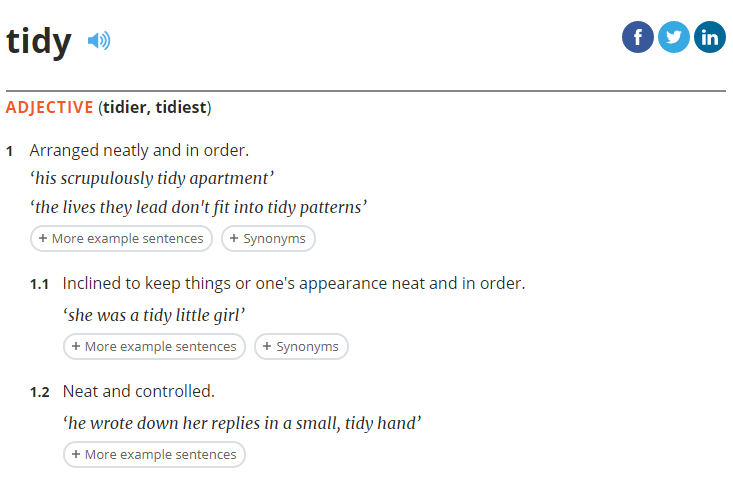 tidy
f in
ADJECTIVE (tidier, tidiest)
1 Arranged neatly and in order.
‘his scrupulously tidy apartment’
‘the lives they lead don't fit into tidy patterns’
+ More example sentences + Synonyms
1.1 Inclined to keep things or one's appearance neat and in order.
‘she was a tidy little girl’
+ More example sentences + Synonyms
1.2 Neat and controlled.
‘he wrote down her replies in a small, tidy hand’
+ More example sentences